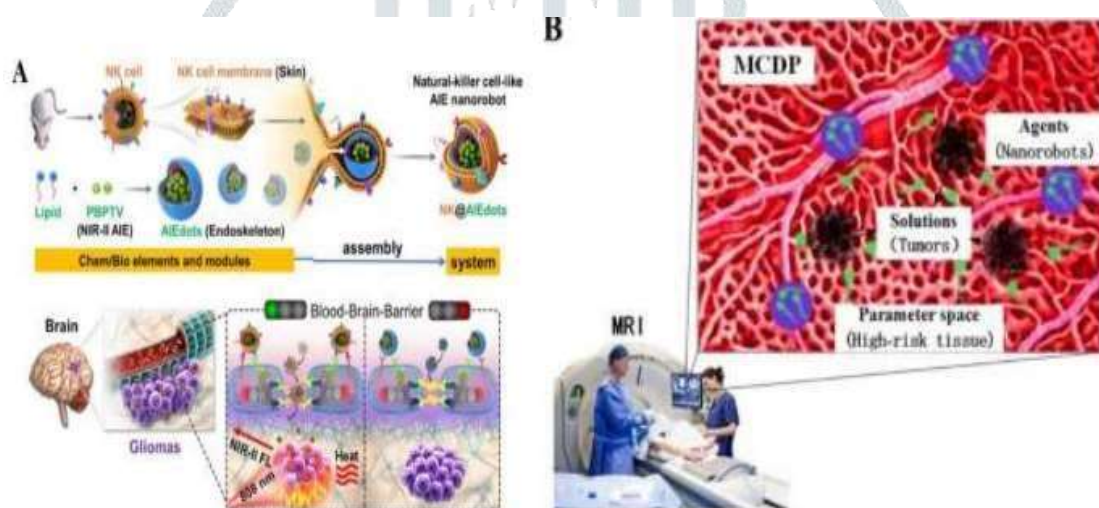 A
NK cell
NK cell membrane (Skin)
Natural-killer cell-like
AIE nanorobot
Lipid
PBPTV
(NIR-II AIE)
AIEdots (Endoskeleton)
NK@AIEdots
Chem/Bio elements and modules
assembly
system
Brain
Gliomas
Blood-Brain-Barrier
NIR-II FL
808 nm
Heat
B
MCDP
Agents
(Nanorobots)
Solutions
(Tumors)
Parameter space
(High-risk tissue)
MRI